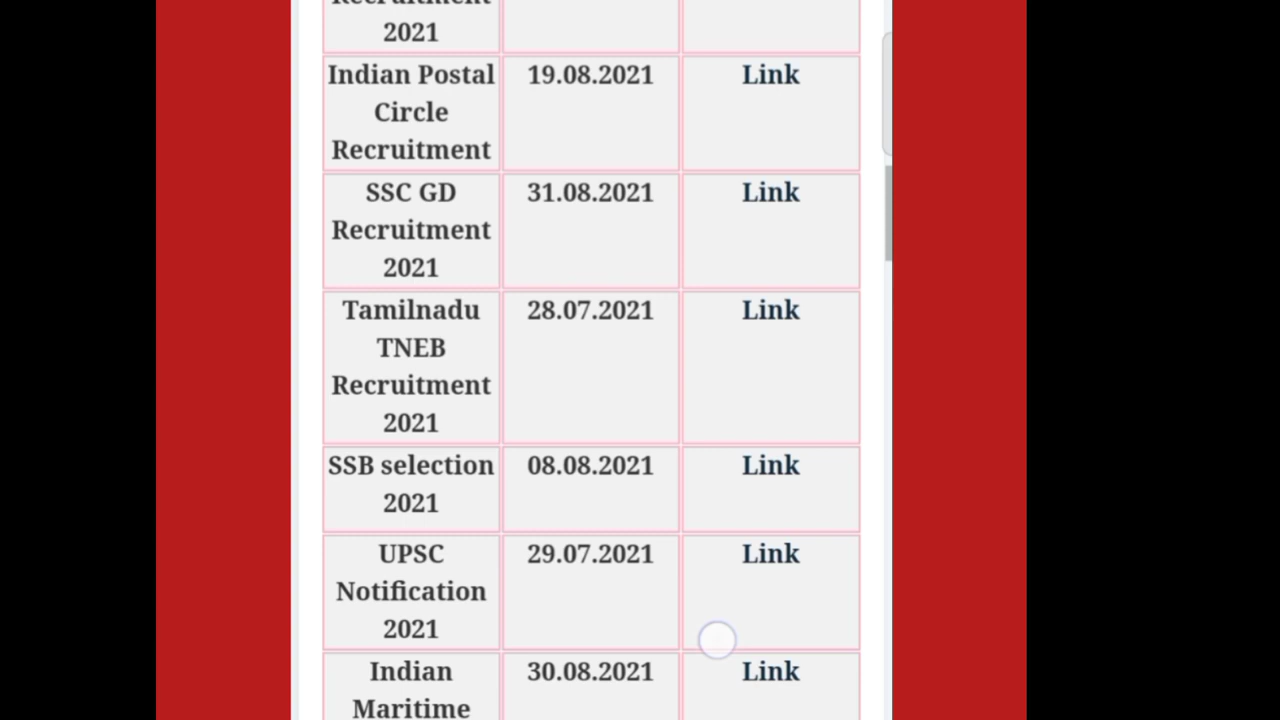 2021
Indian Postal
Circle
Recruitment
19.08.2021
Link
SSC GD
Recruitment
2021
31.08.2021
Link
Tamilnadu
TNEB
Recruitment
2021
28.07.2021
Link
SSB selection
2021
08.08.2021
Link
UPSC
Notification
2021
29.07.2021
Link
Indian
Maritime
30.08.2021
Link